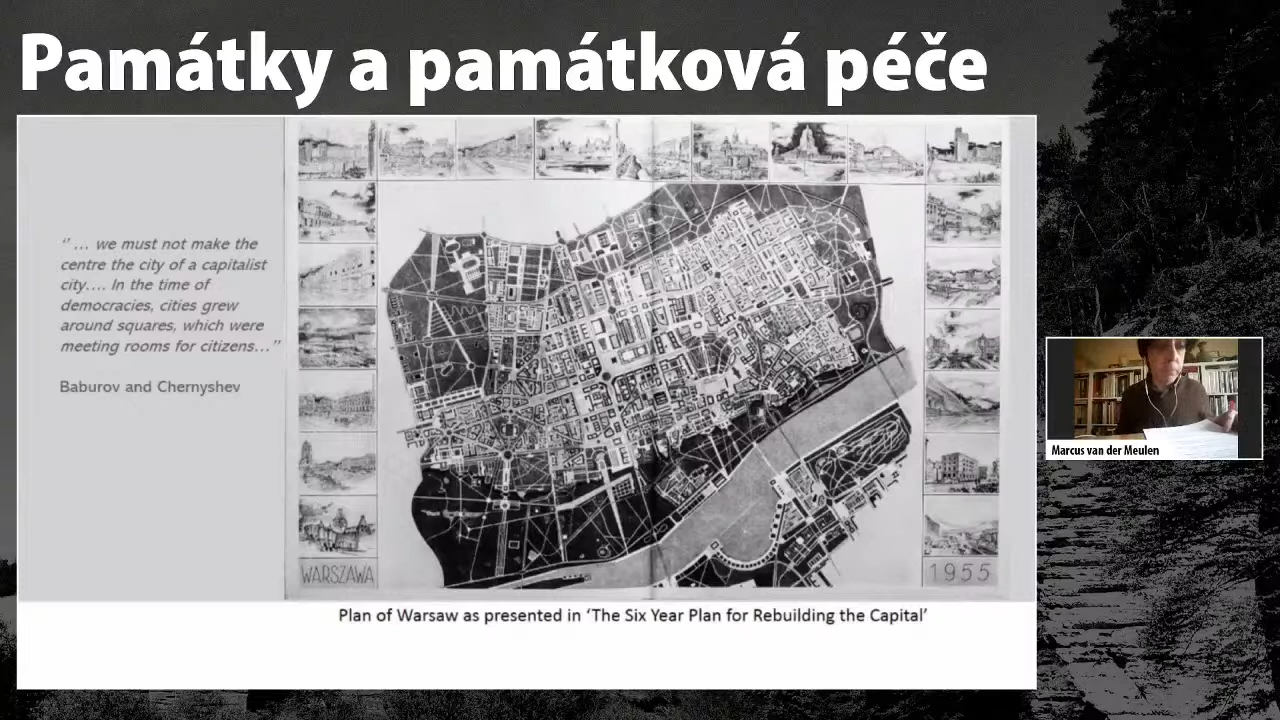 Památky a památková péče
“… we must not make the
centre the city of a capitalist
city…. In the time of
democracies, cities grew
around squares, which were
meeting rooms for citizens…”
Baburov and Chernyshev
WARSZAWA
1955
Plan of Warsaw as presented in ‘The Six Year Plan for Rebuilding the Capital’
Marcus van der Meulen